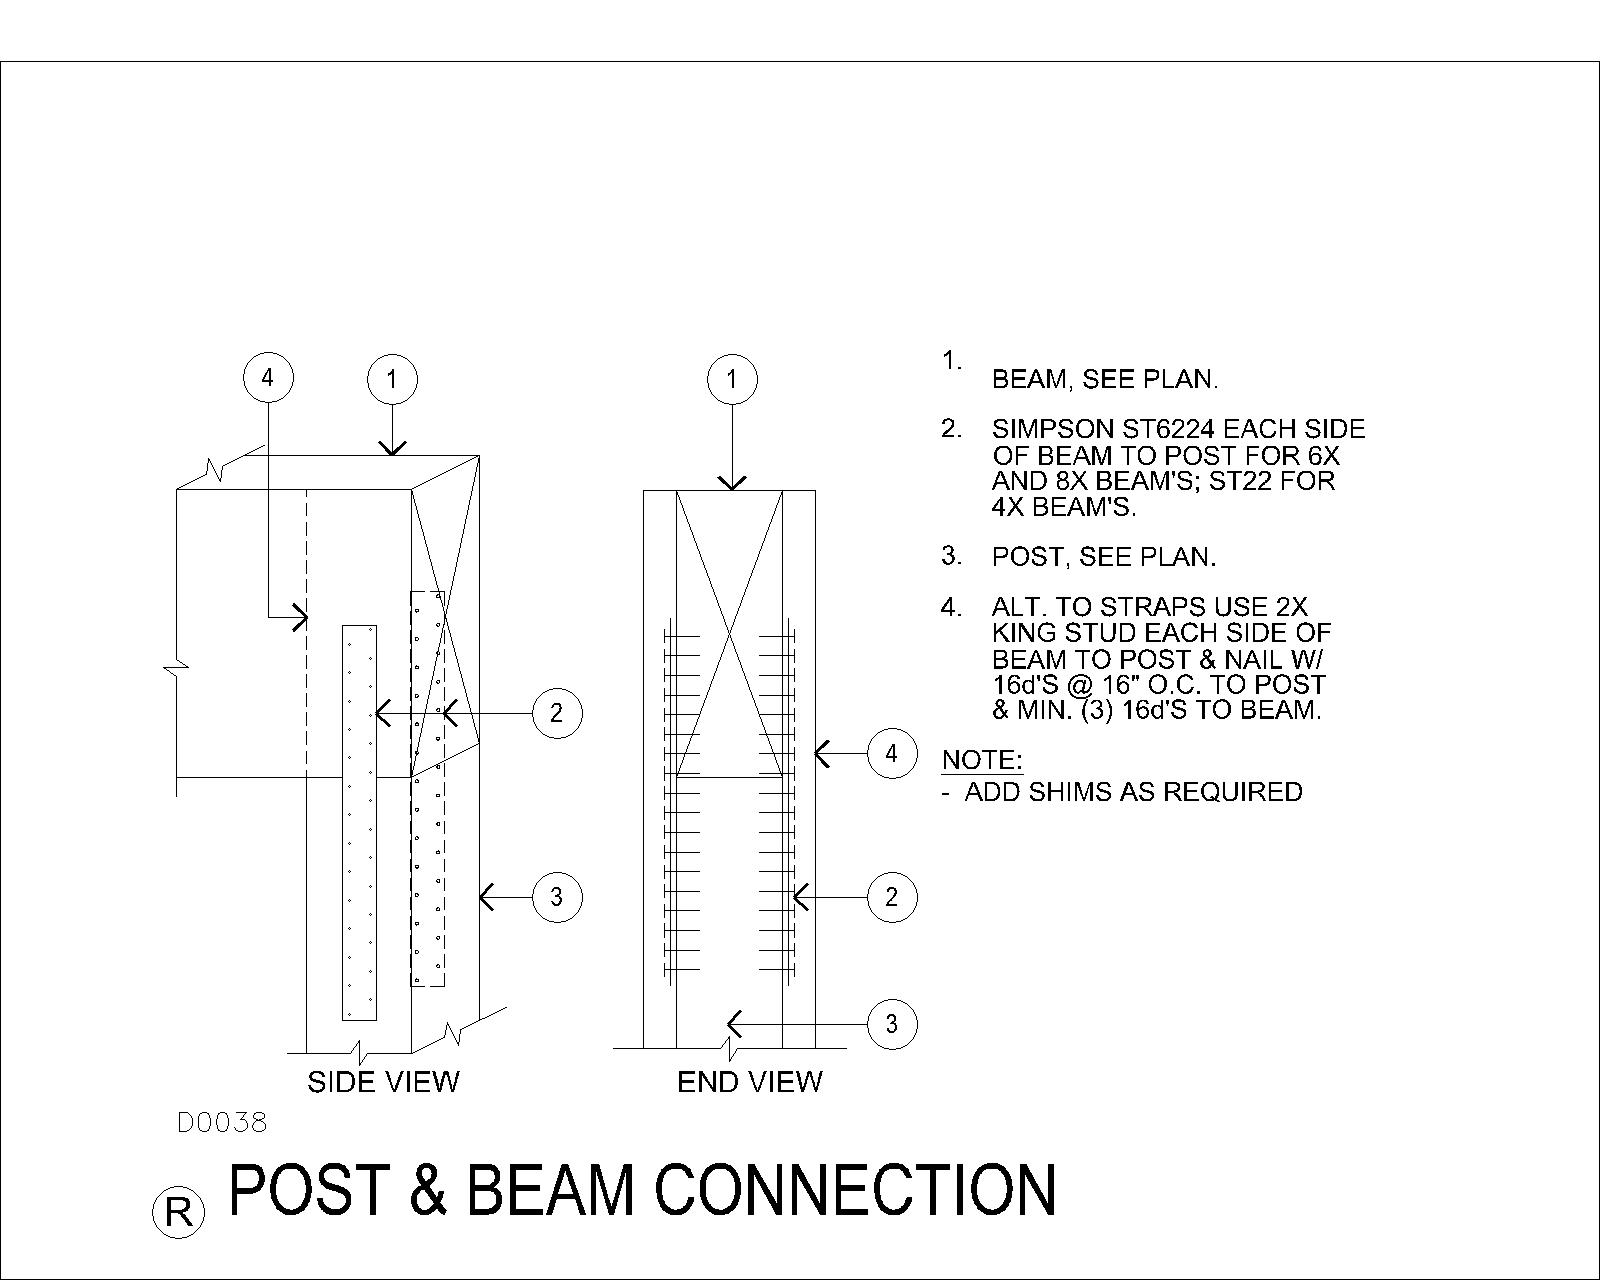 4
1
1
1.
BEAM, SEE PLAN.
2. SIMPSON ST6224 EACH SIDE
OF BEAM TO POST FOR 6X
AND 8X BEAM'S; ST22 FOR
4X BEAM'S.
3. POST, SEE PLAN.
4. ALT. TO STRAPS USE 2X
KING STUD EACH SIDE OF
BEAM TO POST & NAIL W/
16d'S @ 16" O.C. TO POST
& MIN. (3) 16d'S TO BEAM.
NOTE:
- ADD SHIMS AS REQUIRED
2
4
3
2
3
SIDE VIEW
END VIEW
D0038
R POST & BEAM CONNECTION